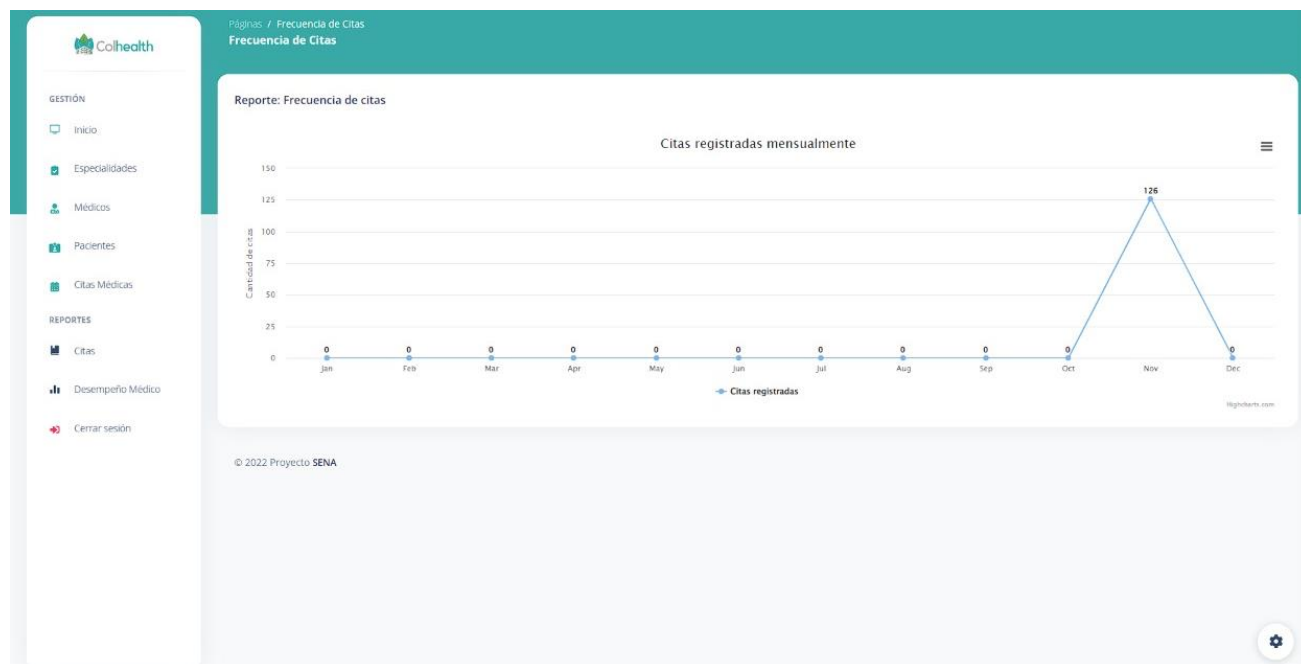 Colhealth
GESTIÓN
Inicio
Especialidades
Médicos
Pacientes
Citas Médicas
REPORTES
Citas
Desempeño Médico
Cerrar sesión
Páginas / Frecuencia de Citas
Frecuencia de Citas
Reporte: Frecuencia de citas
Citas registradas mensualmente
Cantidad de citas
150
125
100
75
50
25
0
0 0 0 0 0 0 0 0 0 0 126 0
Jan Feb Mar Apr May Jun Jul Aug Sep Oct Nov Dec
Citas registradas
Highcharts.com
© 2022 Proyecto SENA